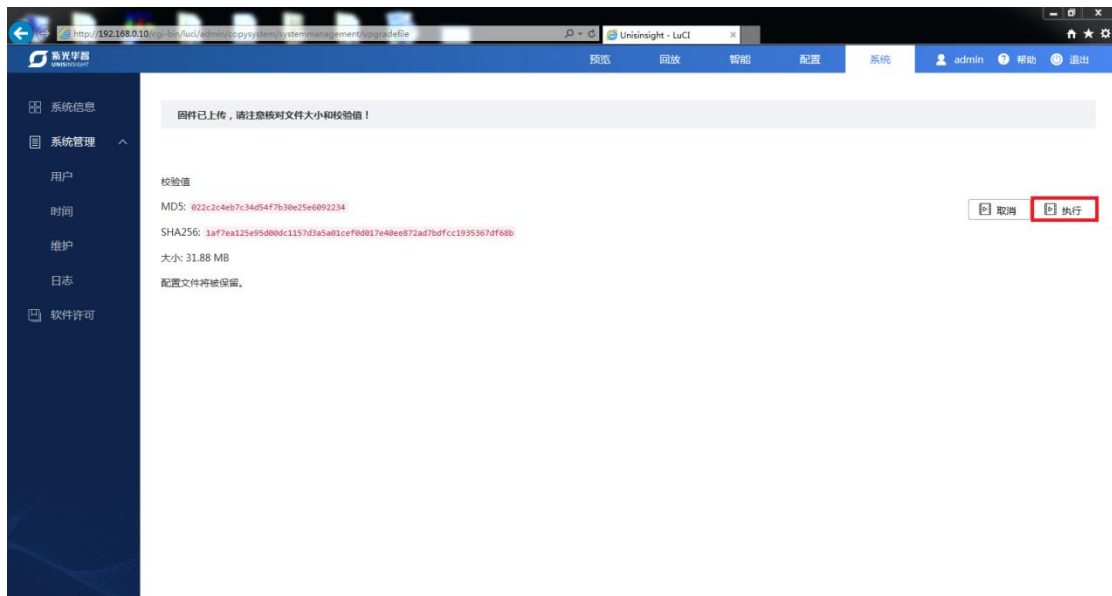 http://192.168.0.10/cgi-bin/luci/admin/copysystem/systemmanagement/upgradefile
Unisinsight - LuCI
紫光华智
UNISINSIGHT
预览 回放 智能 配置 系统 admin 帮助 退出
系统信息
系统管理
用户
时间
维护
日志
软件许可
固件已上传，请注意核对文件大小和校验值！
校验值
MD5: 022c2c4eb7c34d54f7b30e25e6092234
SHA256: 1af7ea125e95d00dc1157d3a5a01cef0d017e40ee872ad7bdfcc1935367df68b
大小: 31.88 MB
配置文件将被保留。
取消 执行